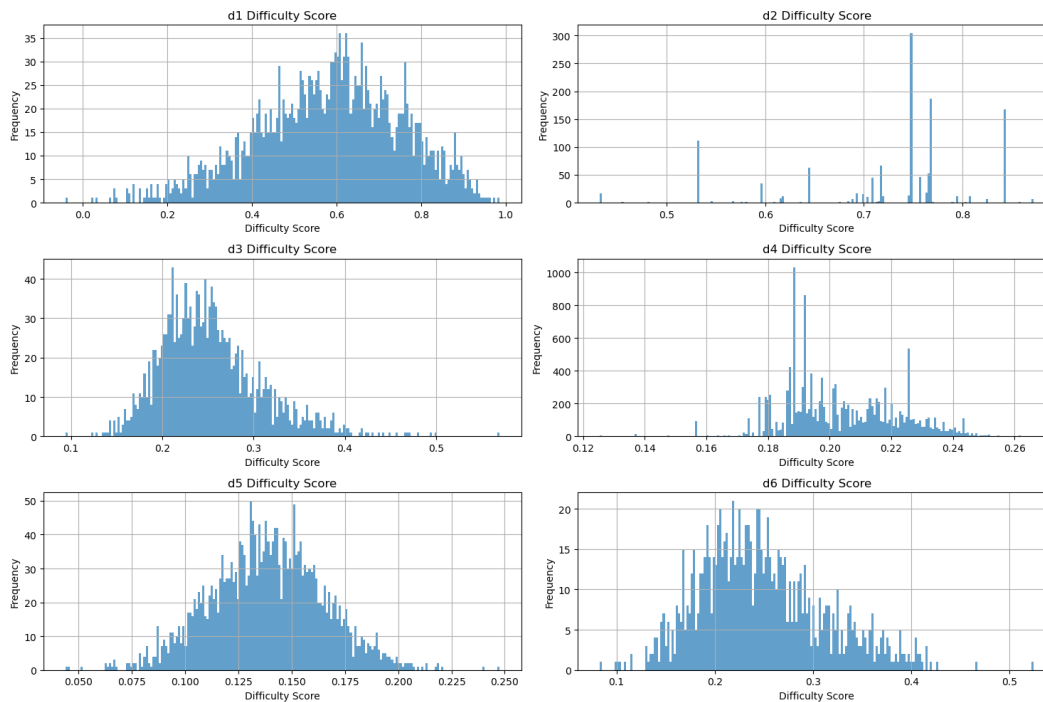 d1 Difficulty Score
Frequency
35
30
25
20
15
10
5
0
0.0 0.2 0.4 0.6 0.8 1.0
Difficulty Score
d2 Difficulty Score
Frequency
300
250
200
150
100
50
0
0.5 0.6 0.7 0.8
Difficulty Score
d3 Difficulty Score
Frequency
40
30
20
10
0
0.1 0.2 0.3 0.4 0.5
Difficulty Score
d4 Difficulty Score
Frequency
1000
800
600
400
200
0
0.12 0.14 0.16 0.18 0.20 0.22 0.24 0.26
Difficulty Score
d5 Difficulty Score
Frequency
50
40
30
20
10
0
0.050 0.075 0.100 0.125 0.150 0.175 0.200 0.225 0.250
Difficulty Score
d6 Difficulty Score
Frequency
20
15
10
5
0
0.1 0.2 0.3 0.4 0.5
Difficulty Score